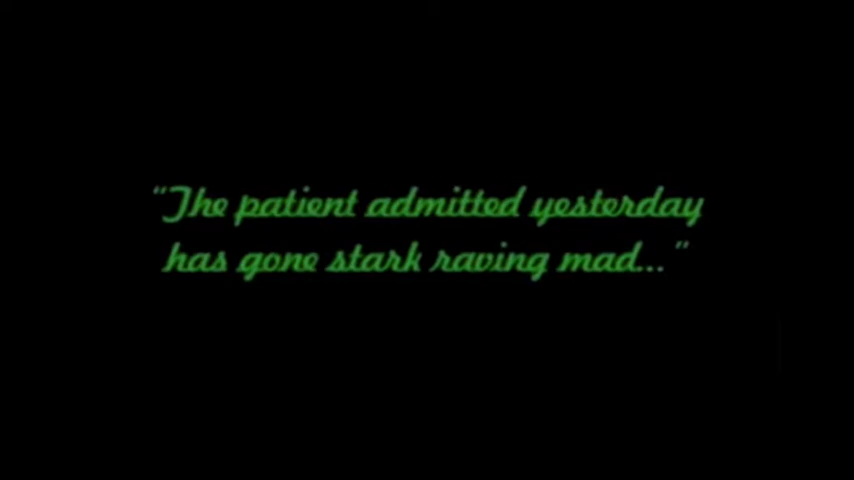 "The patient admitted yesterday
has gone stark raving mad..."